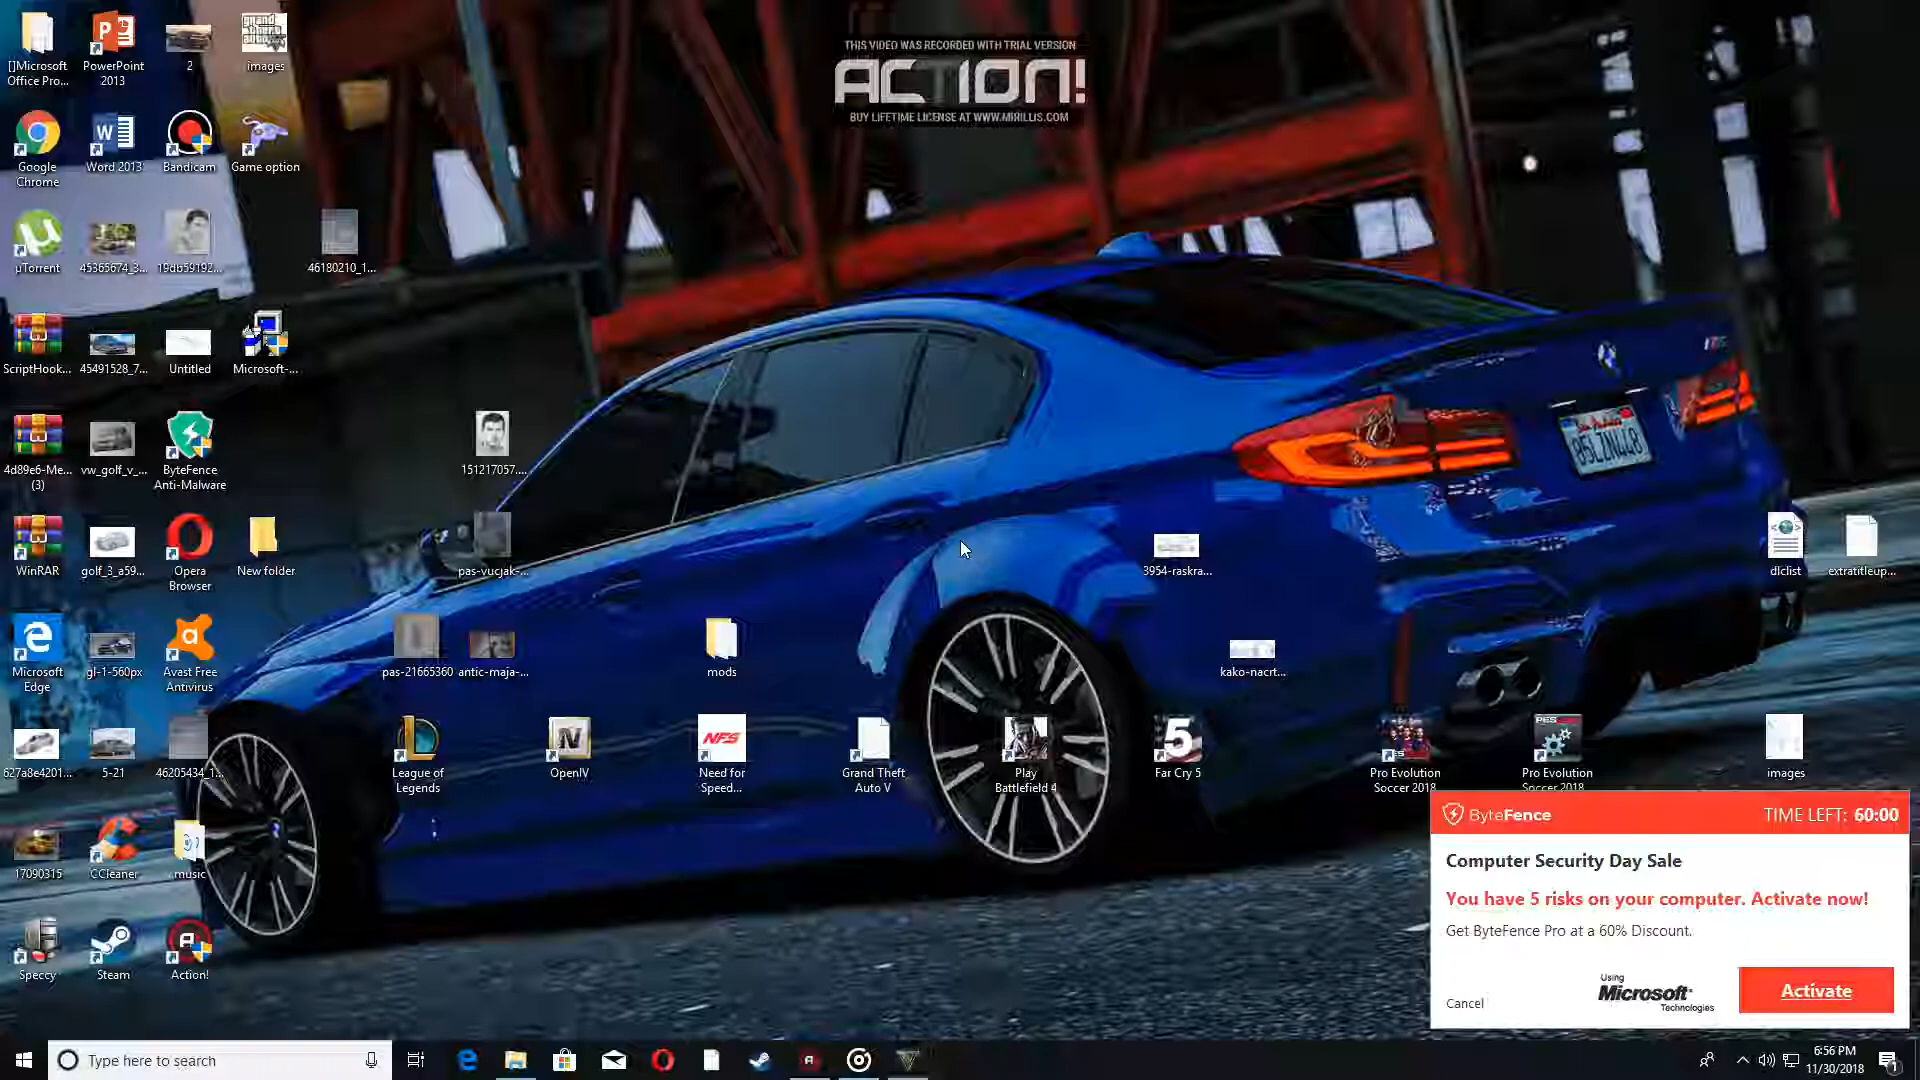 THIS VIDEO WAS RECORDED WITH TRIAL VERSION
ACTION!
BUY LIFETIME LICENSE AT WWW.MIRILLIS.COM
[]Microsoft Office Pro...
PowerPoint 2013
2
images
Google Chrome
Word 2013
Bandicam
Game option
µTorrent
45365674_3...
19db59192...
46180210_1...
ScriptHook...
45491528_7...
Untitled
Microsoft-...
4d89e6-Me... (3)
vw_golf_v_...
ByteFence Anti-Malware
151217057....
WinRAR
golf_3_a59...
Opera Browser
New folder
pas-vucjak-...
3954-raskra...
dlclist
extratitleup...
Microsoft Edge
gl-1-560px
Avast Free Antivirus
pas-21665360
antic-maja-...
mods
kako-nacrt...
627a8e4201...
5-21
46205434_1...
League of Legends
OpenIV
NFS
Need for Speed...
Grand Theft Auto V
Play Battlefield 4
5
Far Cry 5
Pro Evolution Soccer 2018
Pro Evolution Soccer 2018
images
17090315
CCleaner
music
Speccy
Steam
Action!
85LZN448
ByteFence
TIME LEFT: 60:00
Computer Security Day Sale
You have 5 risks on your computer. Activate now!
Get ByteFence Pro at a 60% Discount.
Cancel
Using Microsoft Technologies
Activate
Type here to search
6:56 PM
11/30/2018
1